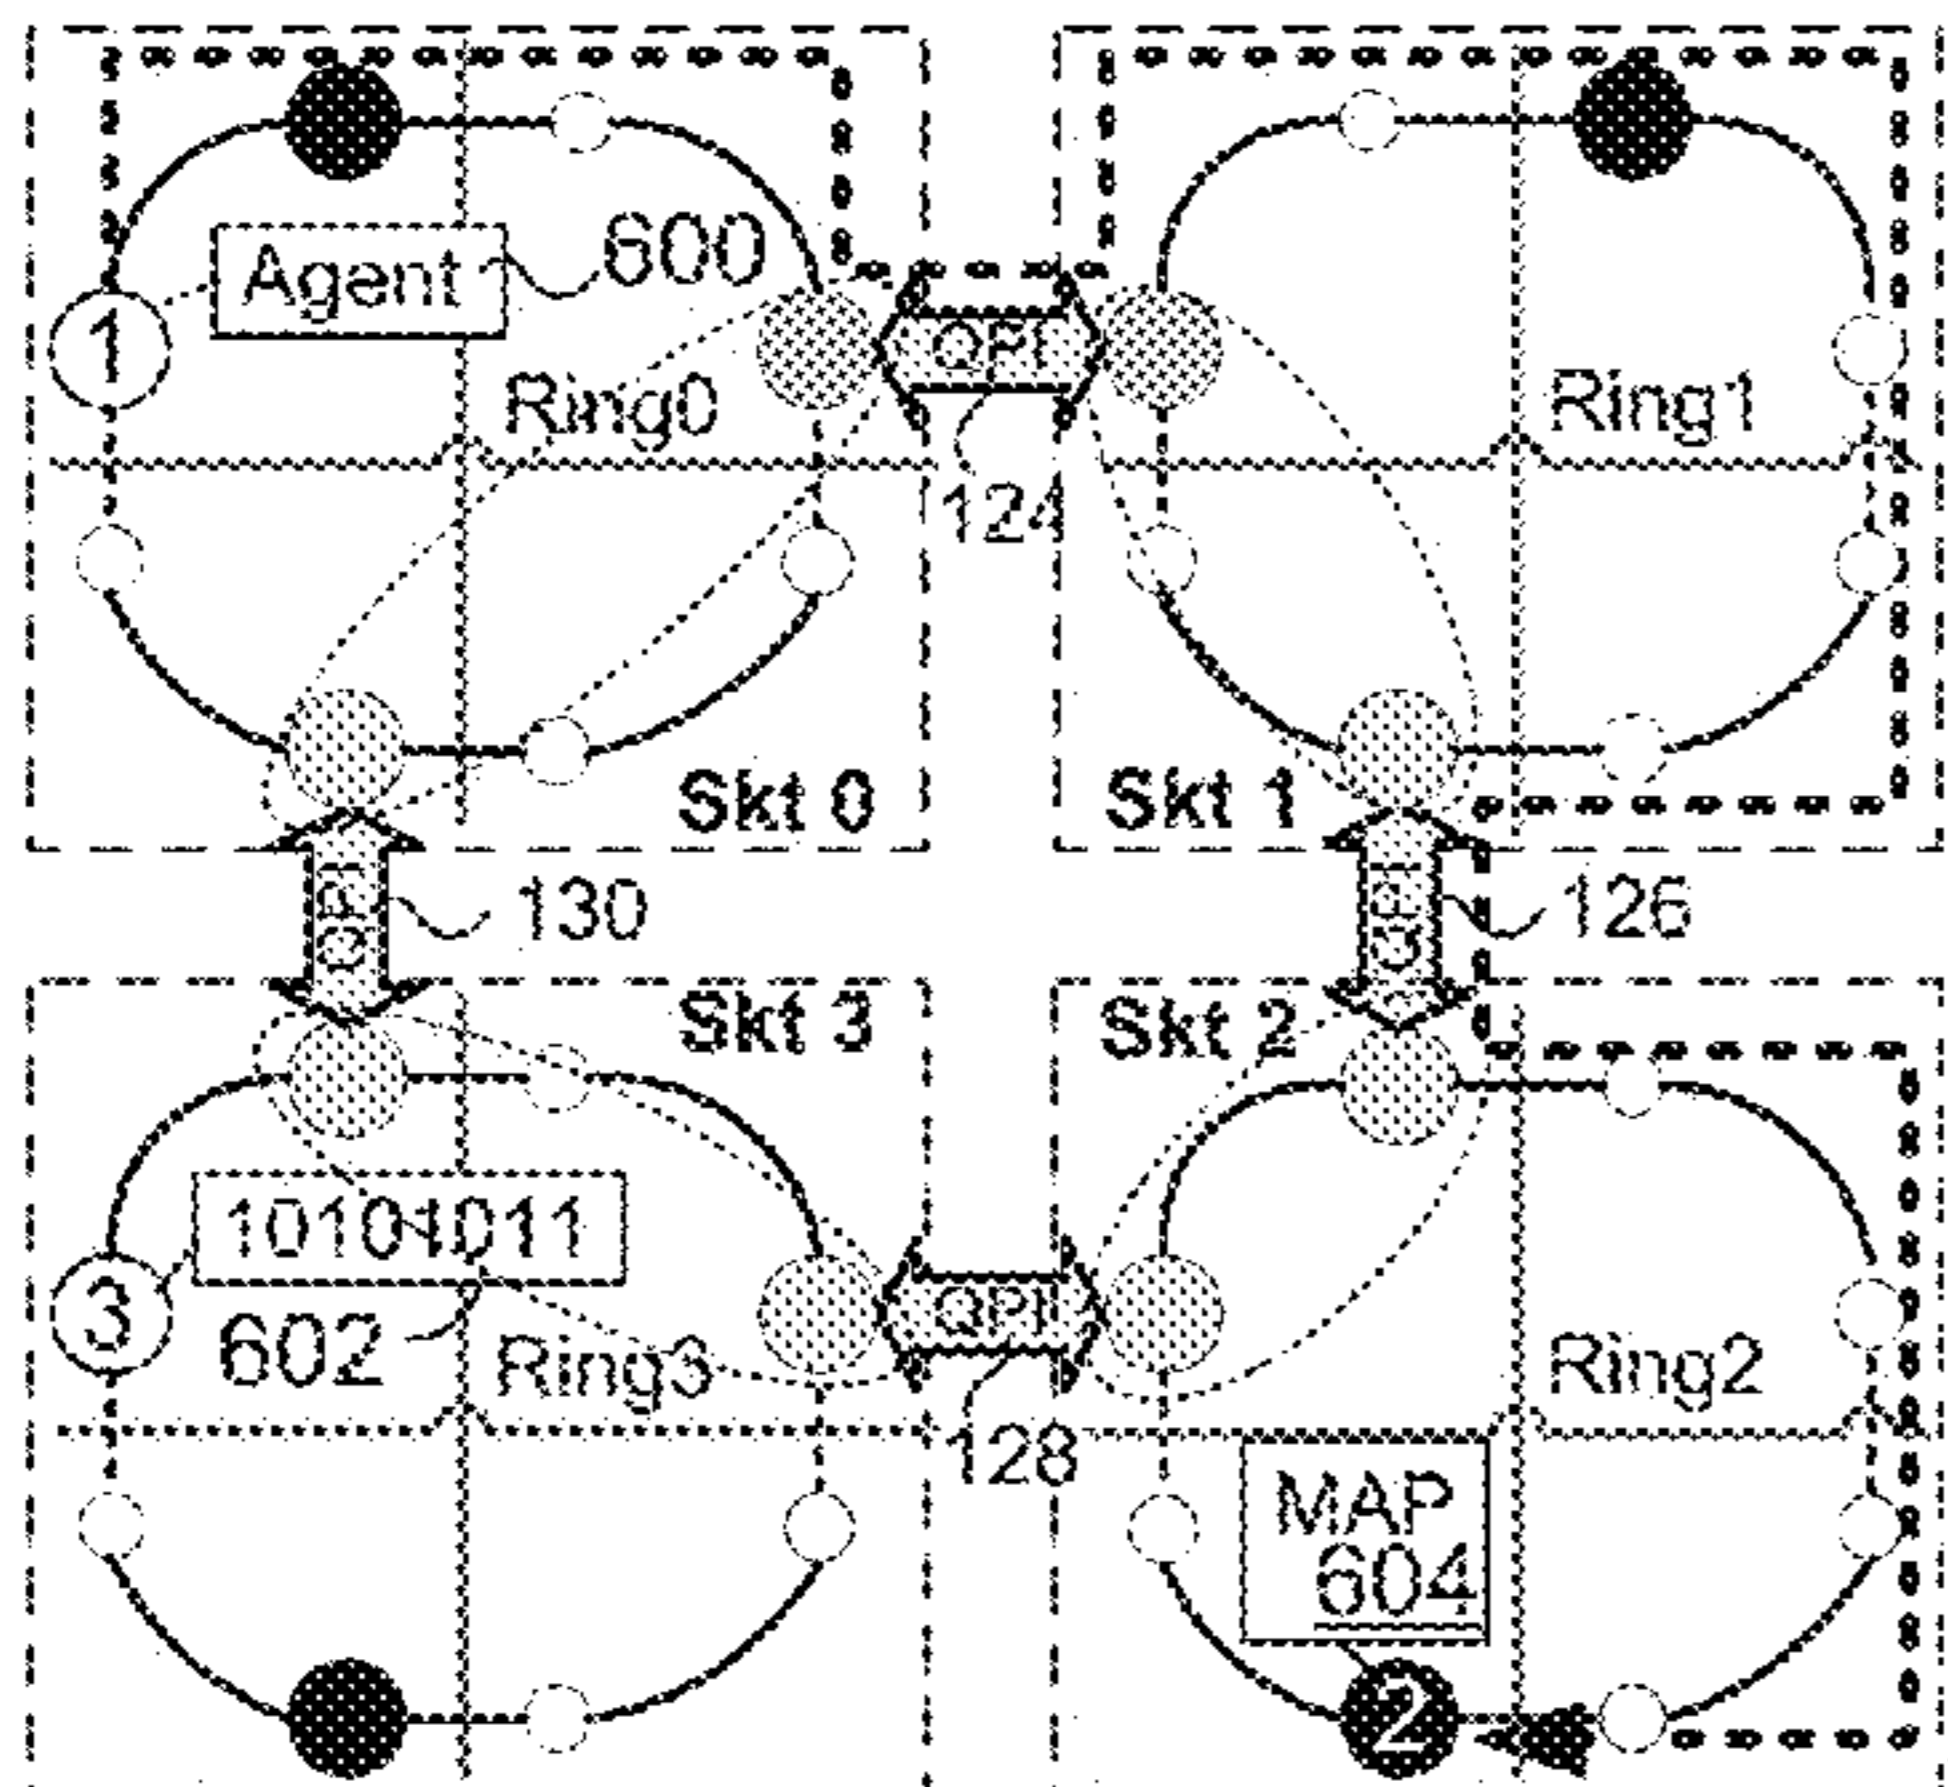 Agent 600
1
QPI
Ring0
Ring1
124
Skt 0
Skt 1
QPI
130
QPI
126
Skt 3
Skt 2
10101011
3
602
QPI
Ring3
Ring2
128
MAP
604
2